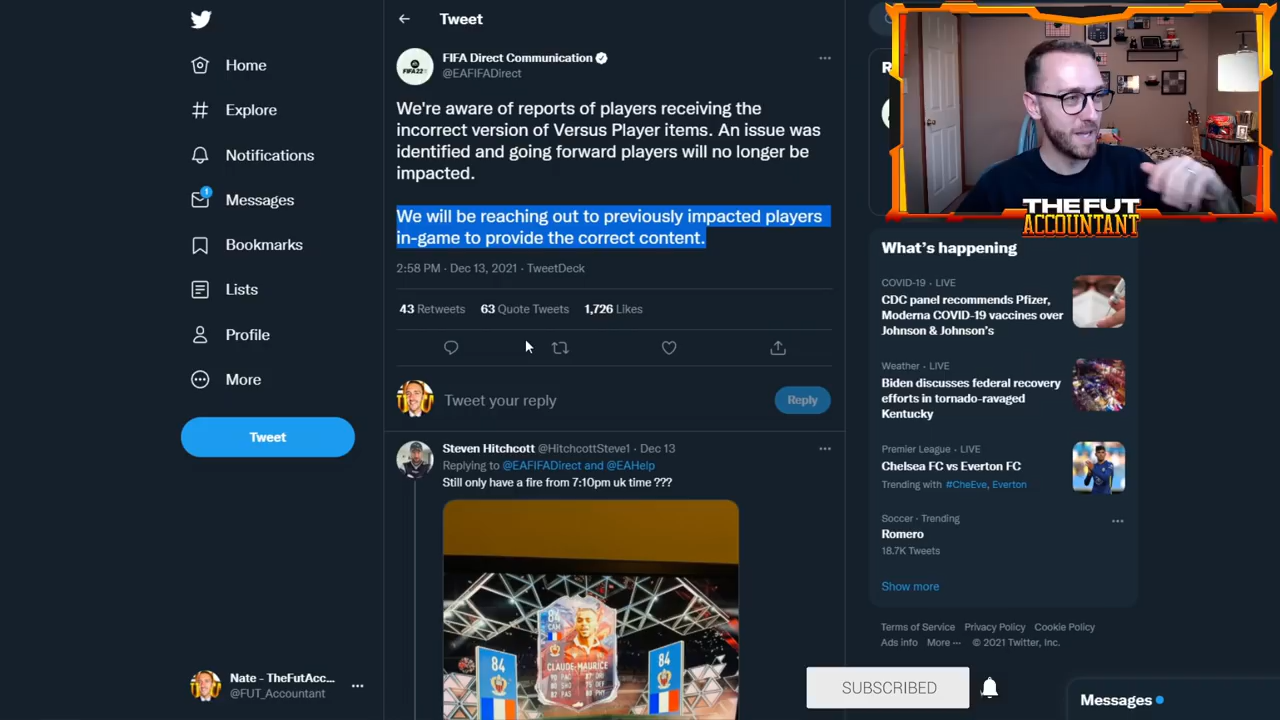 Home
Explore
Notifications
1
Messages
Bookmarks
Lists
Profile
More
Tweet
Nate - TheFutAcc...
@FUT_Accountant
Tweet
FIFA 22
FIFA Direct Communication
@EAFIFADirect
We're aware of reports of players receiving the
incorrect version of Versus Player items. An issue was
identified and going forward players will no longer be
impacted.
We will be reaching out to previously impacted players
in-game to provide the correct content.
2:58 PM · Dec 13, 2021 · TweetDeck
43 Retweets 63 Quote Tweets 1,726 Likes
Tweet your reply
Reply
Steven Hitchcott @HitchcottSteve1 · Dec 13
Replying to @EAFIFADirect and @EAHelp
Still only have a fire from 7:10pm uk time ???
84
CAM
CLAUDE-MAURICE
84
84
THE FUT
ACCOUNTANT
What's happening
COVID-19 · LIVE
CDC panel recommends Pfizer,
Moderna COVID-19 vaccines over
Johnson & Johnson's
Weather · LIVE
Biden discusses federal recovery
efforts in tornado-ravaged
Kentucky
Premier League · LIVE
Chelsea FC vs Everton FC
Trending with #CheEve, Everton
Soccer · Trending
Romero
18.7K Tweets
Show more
Terms of Service Privacy Policy Cookie Policy
Ads info More ··· © 2021 Twitter, Inc.
SUBSCRIBED
Messages